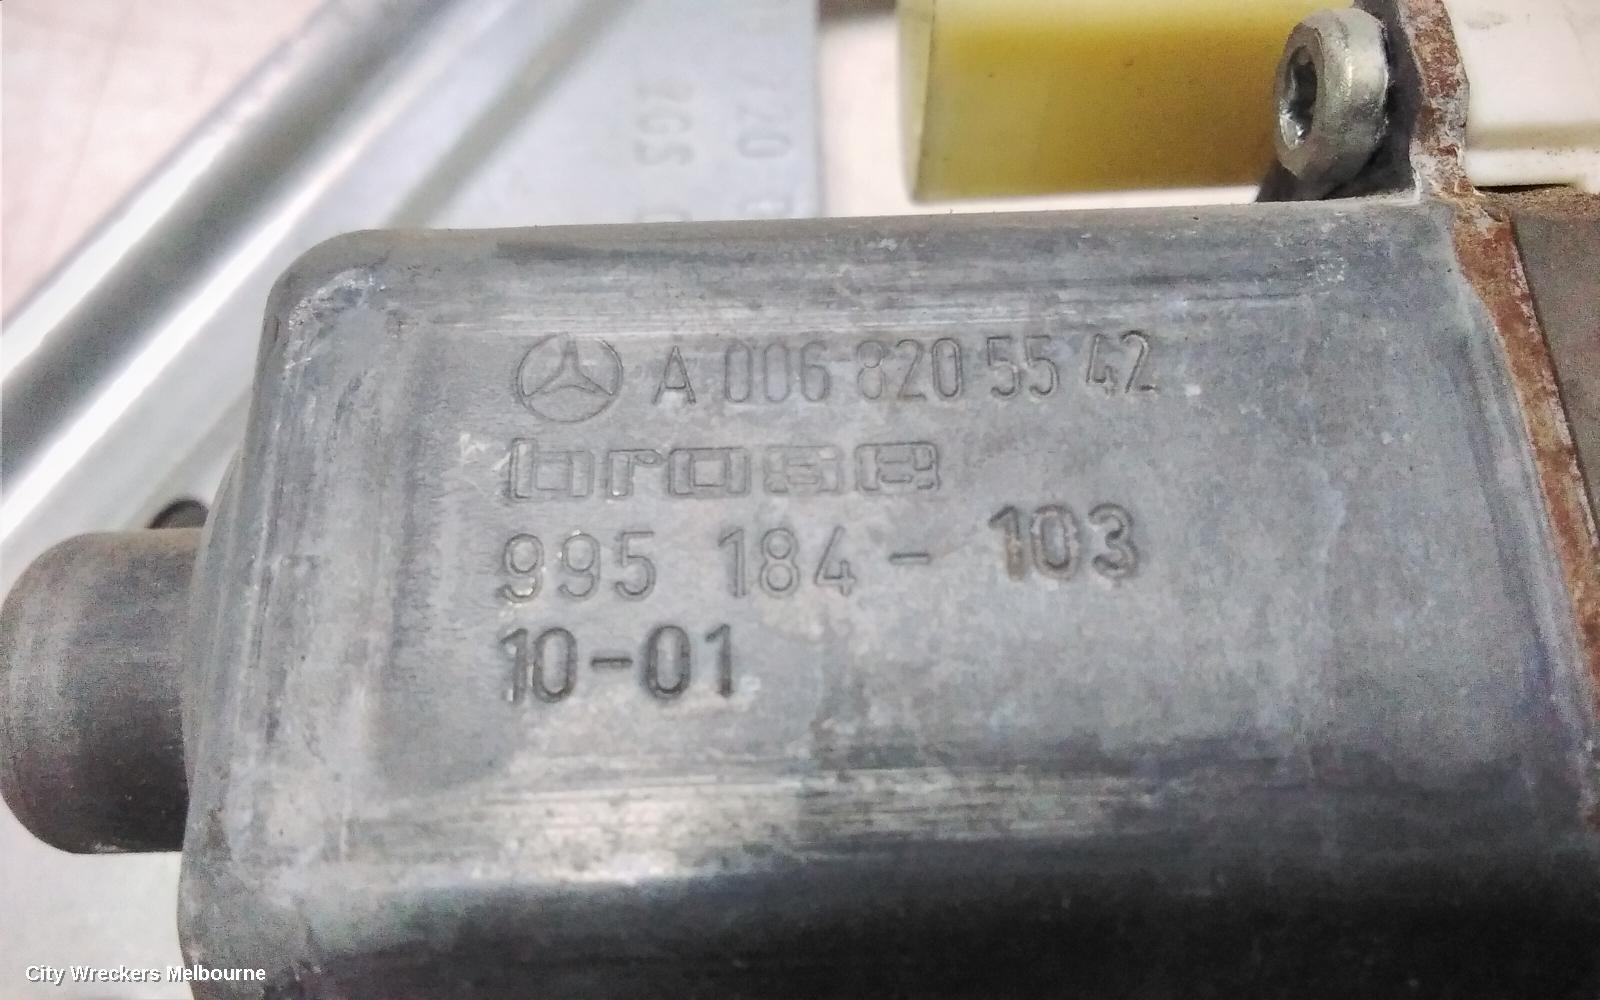 A 006 820 55 42
brose
995 184 - 103
10-01
City Wreckers Melbourne